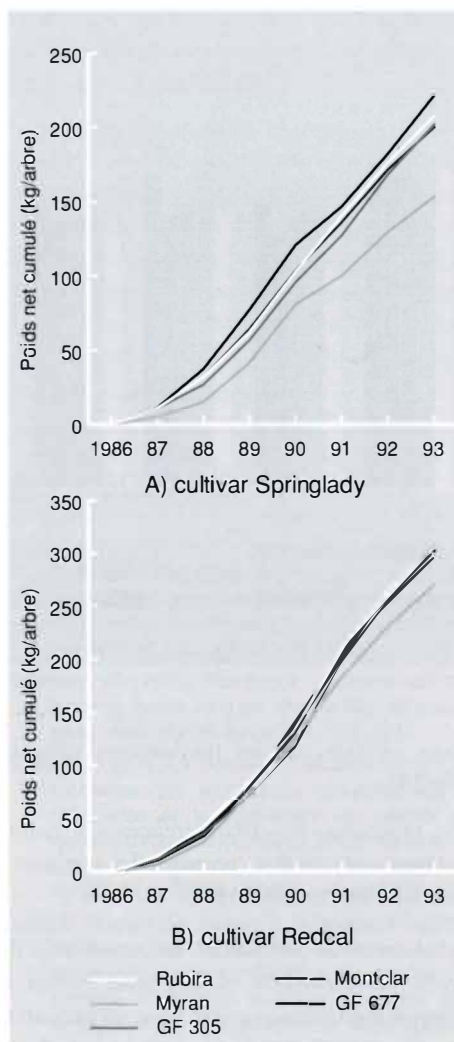 250
200
150
100
50
0
Poids net cumulé (kg/arbre)
1986 87 88 89 90 91 92 93
A) cultivar Springlady
350
300
250
200
150
100
50
0
Poids net cumulé (kg/arbre)
1986 87 88 89 90 91 92 93
B) cultivar Redcal
Rubira Montclar
Myran GF 677
GF 305